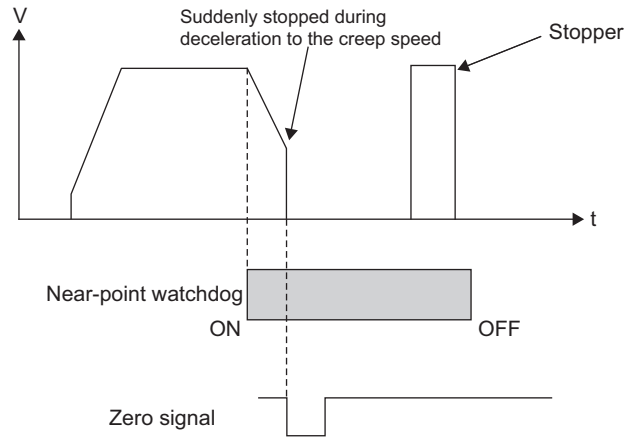 V
Suddenly stopped during
deceleration to the creep speed
Stopper
t
Near-point watchdog
ON
OFF
Zero signal